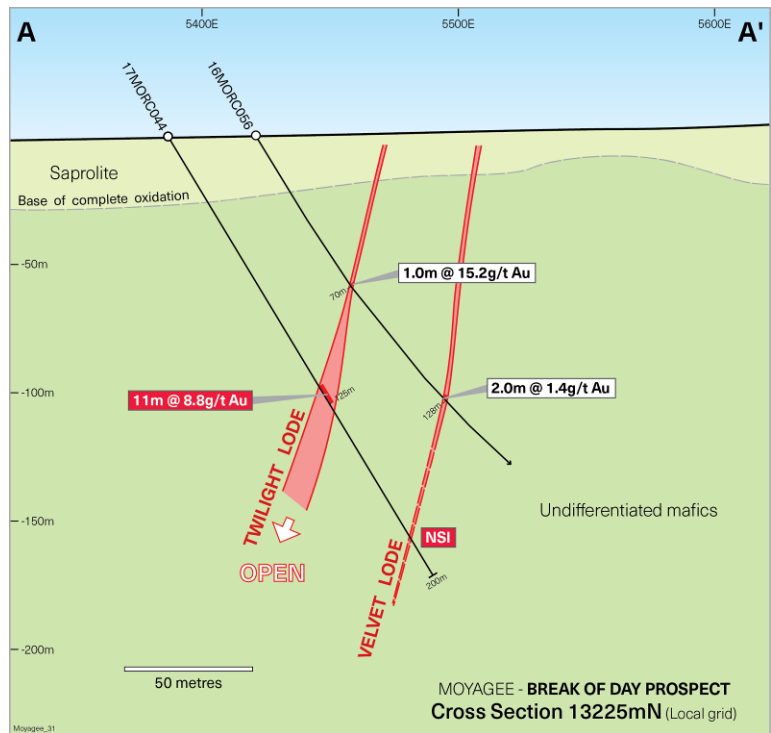 A
5400E
5500E
5600E
A'
17MORC044
16MORC056
Saprolite
Base of complete oxidation
-50m
1.0m @ 15.2g/t Au
70m
-100m
11m @ 8.8g/t Au
125m
2.0m @ 1.4g/t Au
128m
TWILIGHT LODE
-150m
OPEN
Undifferentiated mafics
NSI
VELVET LODE
200m
-200m
50 metres
MOYAGEE - BREAK OF DAY PROSPECT
Cross Section 13225mN (Local grid)
Moyagee_31